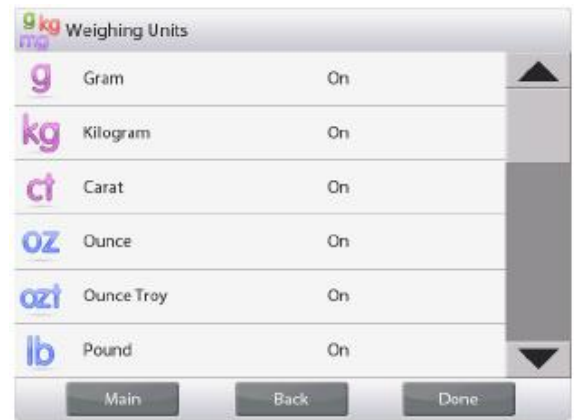 g kg mg Weighing Units
g Gram On
kg Kilogram On
ct Carat On
oz Ounce On
ozt Ounce Troy On
lb Pound On
Main Back Done